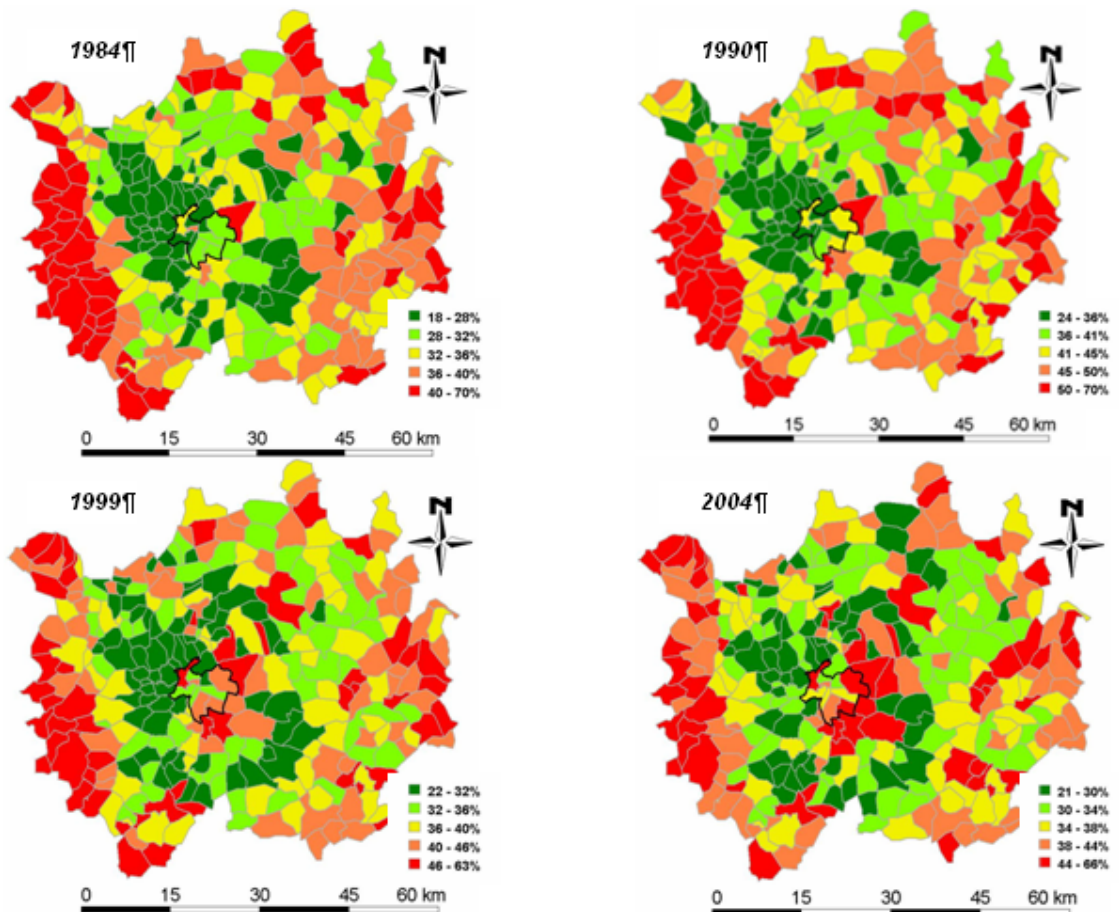 1984¶
N
18 - 28%
28 - 32%
32 - 36%
36 - 40%
40 - 70%
0 15 30 45 60 km
1990¶
N
24 - 36%
36 - 41%
41 - 45%
45 - 50%
50 - 70%
0 15 30 45 60 km
1999¶
N
22 - 32%
32 - 36%
36 - 40%
40 - 46%
46 - 63%
0 15 30 45 60 km
2004¶
N
21 - 30%
30 - 34%
34 - 38%
38 - 44%
44 - 66%
0 15 30 45 60 km